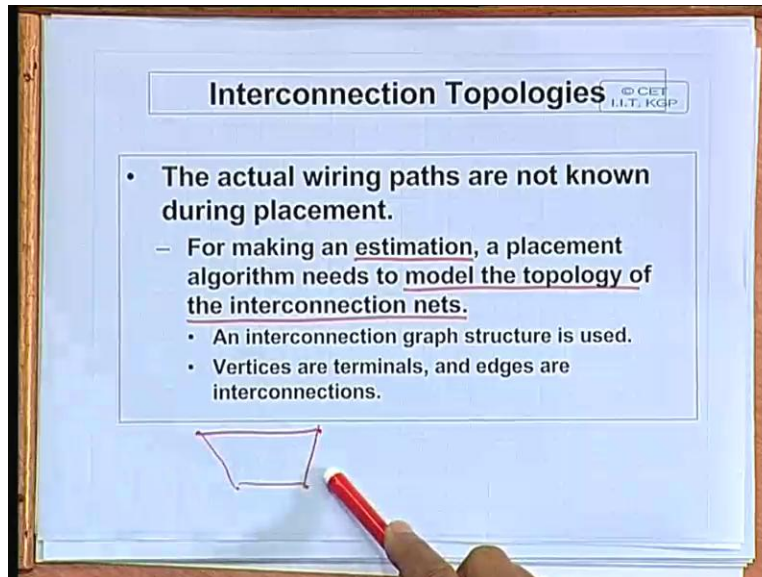 Interconnection Topologies
© CET
I.I.T. KGP
• The actual wiring paths are not known
during placement.
– For making an estimation, a placement
algorithm needs to model the topology of
the interconnection nets.
• An interconnection graph structure is used.
• Vertices are terminals, and edges are
interconnections.